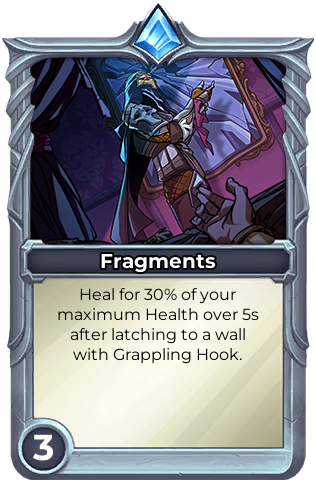 Fragments
Heal for 30% of your
maximum Health over 5s
after latching to a wall
with Grappling Hook.
3